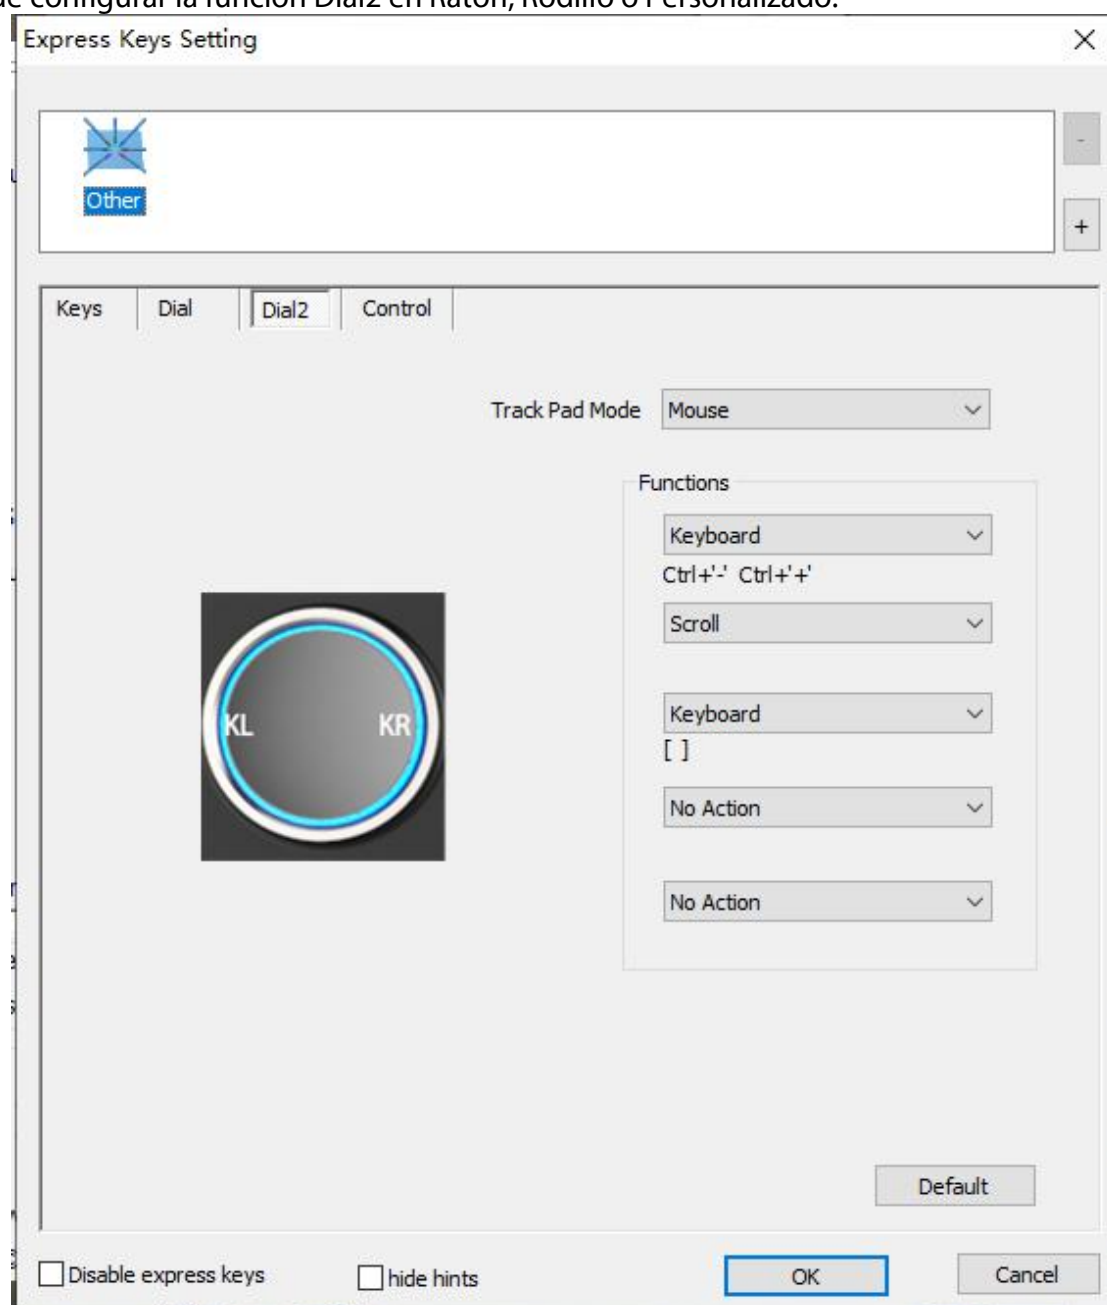 configurar la función Dial2 en Ratón, Rodillo o Personalizado.
Express Keys Setting
-
Other
+
Keys Dial Dial2 Control
Track Pad Mode Mouse
Functions
Keyboard
Ctrl+'-' Ctrl+'+'
Scroll
KL KR
Keyboard
[ ]
No Action
No Action
Default
Disable express keys hide hints OK Cancel